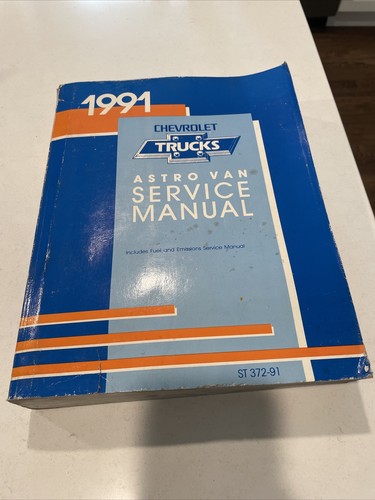 1991
CHEVROLET
TRUCKS
ASTRO VAN
SERVICE
MANUAL
Includes Fuel and Emissions Service Manual
ST 372-91